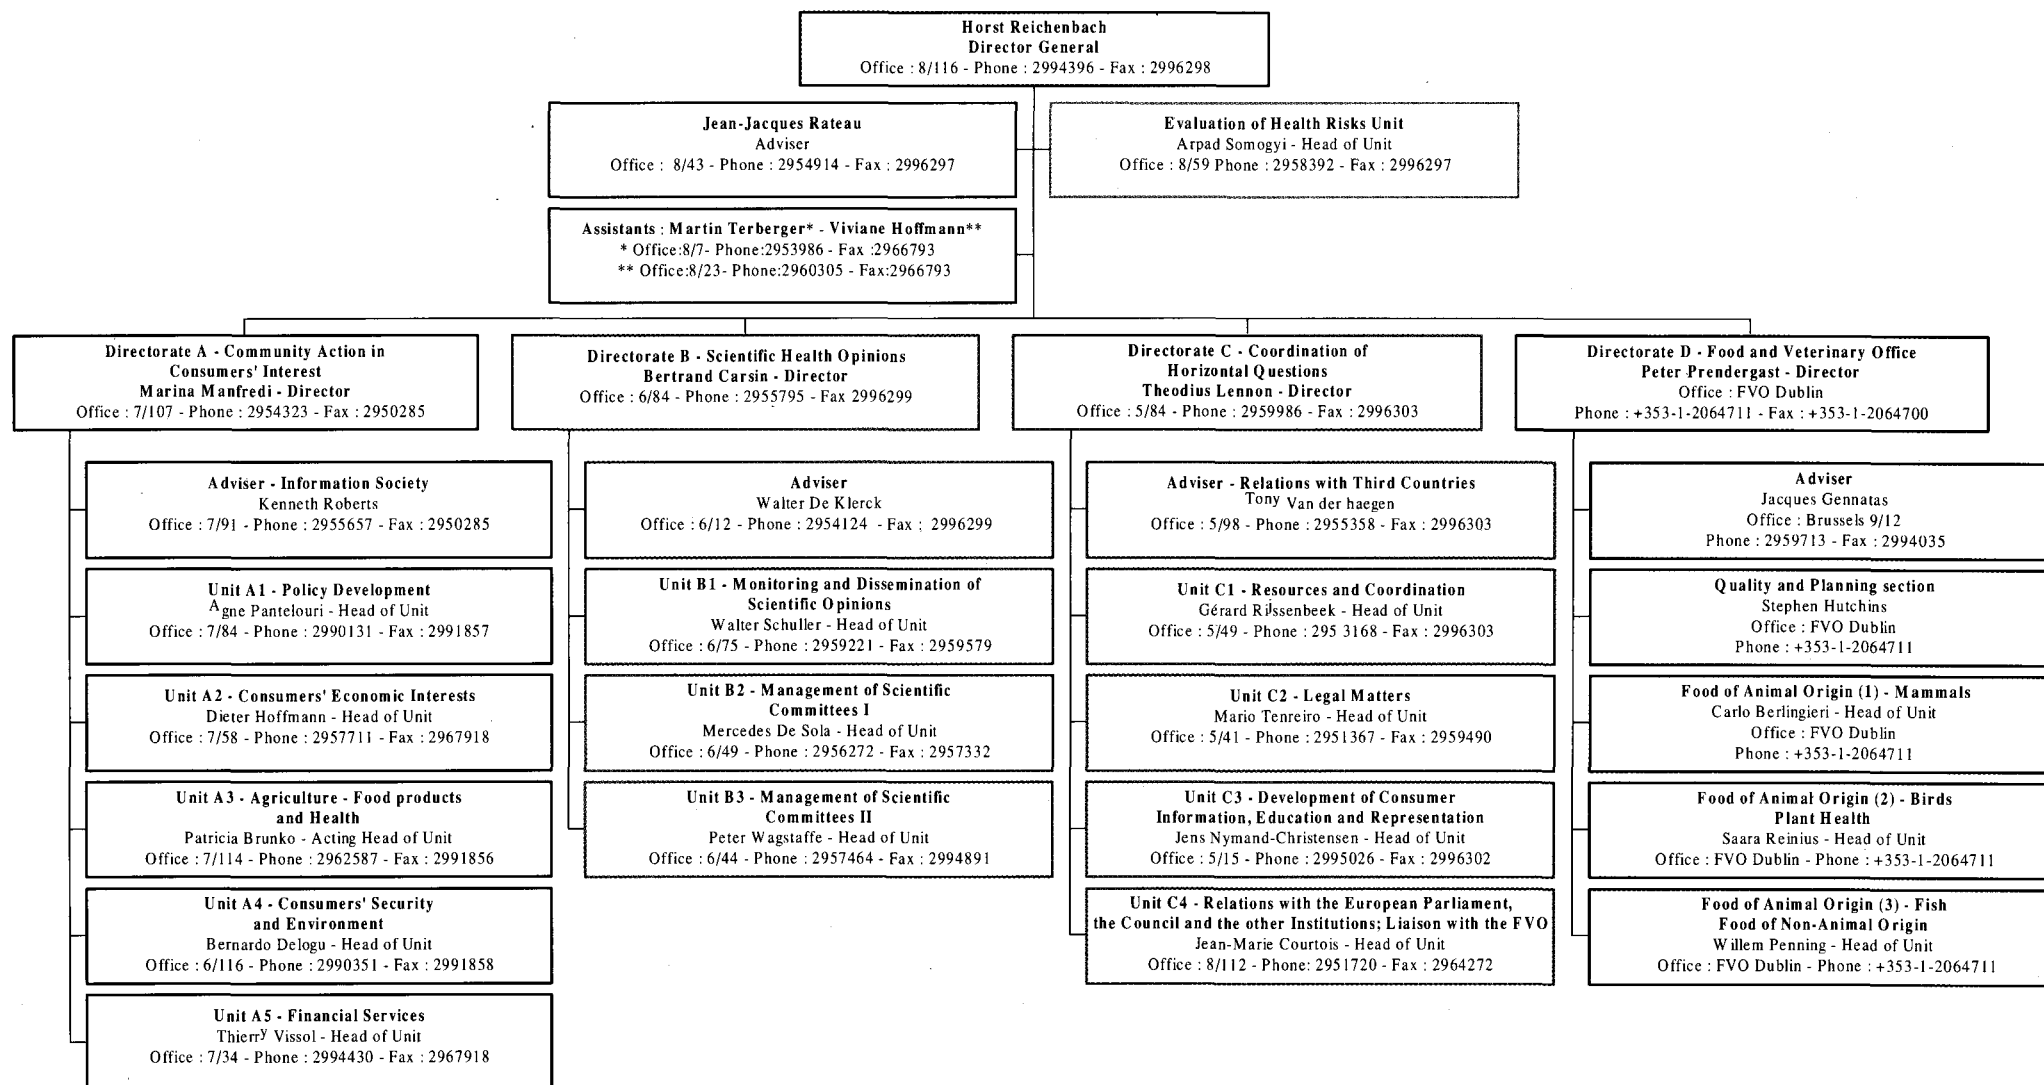 Horst Reichenbach
Director General
Office : 8/116 - Phone : 2994396 - Fax : 2996298
Jean-Jacques Rateau
Adviser
Office : 8/43 - Phone : 2954914 - Fax : 2996297
Evaluation of Health Risks Unit
Arpad Somogyi - Head of Unit
Office : 8/59 Phone : 2958392 - Fax : 2996297
Assistants : Martin Terberger* - Viviane Hoffmann**
* Office:8/7- Phone:2953986 - Fax :2966793
** Office:8/23- Phone:2960305 - Fax:2966793
Directorate A - Community Action in
Consumers' Interest
Marina Manfredi - Director
Office : 7/107 - Phone : 2954323 - Fax : 2950285
Adviser - Information Society
Kenneth Roberts
Office : 7/91 - Phone : 2955657 - Fax : 2950285
Unit A1 - Policy Development
Agne Pantelouri - Head of Unit
Office : 7/84 - Phone : 2990131 - Fax : 2991857
Unit A2 - Consumers' Economic Interests
Dieter Hoffmann - Head of Unit
Office : 7/58 - Phone : 2957711 - Fax : 2967918
Unit A3 - Agriculture - Food products
and Health
Patricia Brunko - Acting Head of Unit
Office : 7/114 - Phone : 2962587 - Fax : 2991856
Unit A4 - Consumers' Security
and Environment
Bernardo Delogu - Head of Unit
Office : 6/116 - Phone : 2990351 - Fax : 2991858
Unit A5 - Financial Services
Thierry Vissol - Head of Unit
Office : 7/34 - Phone : 2994430 - Fax : 2967918
Directorate B - Scientific Health Opinions
Bertrand Carsin - Director
Office : 6/84 - Phone : 2955795 - Fax 2996299
Adviser
Walter De Klerck
Office : 6/12 - Phone : 2954124 - Fax : 2996299
Unit B1 - Monitoring and Dissemination of
Scientific Opinions
Walter Schuller - Head of Unit
Office : 6/75 - Phone : 2959221 - Fax : 2959579
Unit B2 - Management of Scientific
Committees I
Mercedes De Sola - Head of Unit
Office : 6/49 - Phone : 2956272 - Fax : 2957332
Unit B3 - Management of Scientific
Committees II
Peter Wagstaffe - Head of Unit
Office : 6/44 - Phone : 2957464 - Fax : 2994891
Directorate C - Coordination of
Horizontal Questions
Theodius Lennon - Director
Office : 5/84 - Phone : 2959986 - Fax : 2996303
Adviser - Relations with Third Countries
Tony Van der haegen
Office : 5/98 - Phone : 2955358 - Fax : 2996303
Unit C1 - Resources and Coordination
Gérard Rijssenbeek - Head of Unit
Office : 5/49 - Phone : 295 3168 - Fax : 2996303
Unit C2 - Legal Matters
Mario Tenreiro - Head of Unit
Office : 5/41 - Phone : 2951367 - Fax : 2959490
Unit C3 - Development of Consumer
Information, Education and Representation
Jens Nymand-Christensen - Head of Unit
Office : 5/15 - Phone : 2995026 - Fax : 2996302
Unit C4 - Relations with the European Parliament,
the Council and the other Institutions; Liaison with the FVO
Jean-Marie Courtois - Head of Unit
Office : 8/112 - Phone: 2951720 - Fax : 2964272
Directorate D - Food and Veterinary Office
Peter Prendergast - Director
Office : FVO Dublin
Phone : +353-1-2064711 - Fax : +353-1-2064700
Adviser
Jacques Gennatas
Office : Brussels 9/12
Phone : 2959713 - Fax : 2994035
Quality and Planning section
Stephen Hutchins
Office : FVO Dublin
Phone : +353-1-2064711
Food of Animal Origin (1) - Mammals
Carlo Berlingieri - Head of Unit
Office : FVO Dublin
Phone : +353-1-2064711
Food of Animal Origin (2) - Birds
Plant Health
Saara Reinius - Head of Unit
Office : FVO Dublin - Phone : +353-1-2064711
Food of Animal Origin (3) - Fish
Food of Non-Animal Origin
Willem Penning - Head of Unit
Office : FVO Dublin - Phone : +353-1-2064711